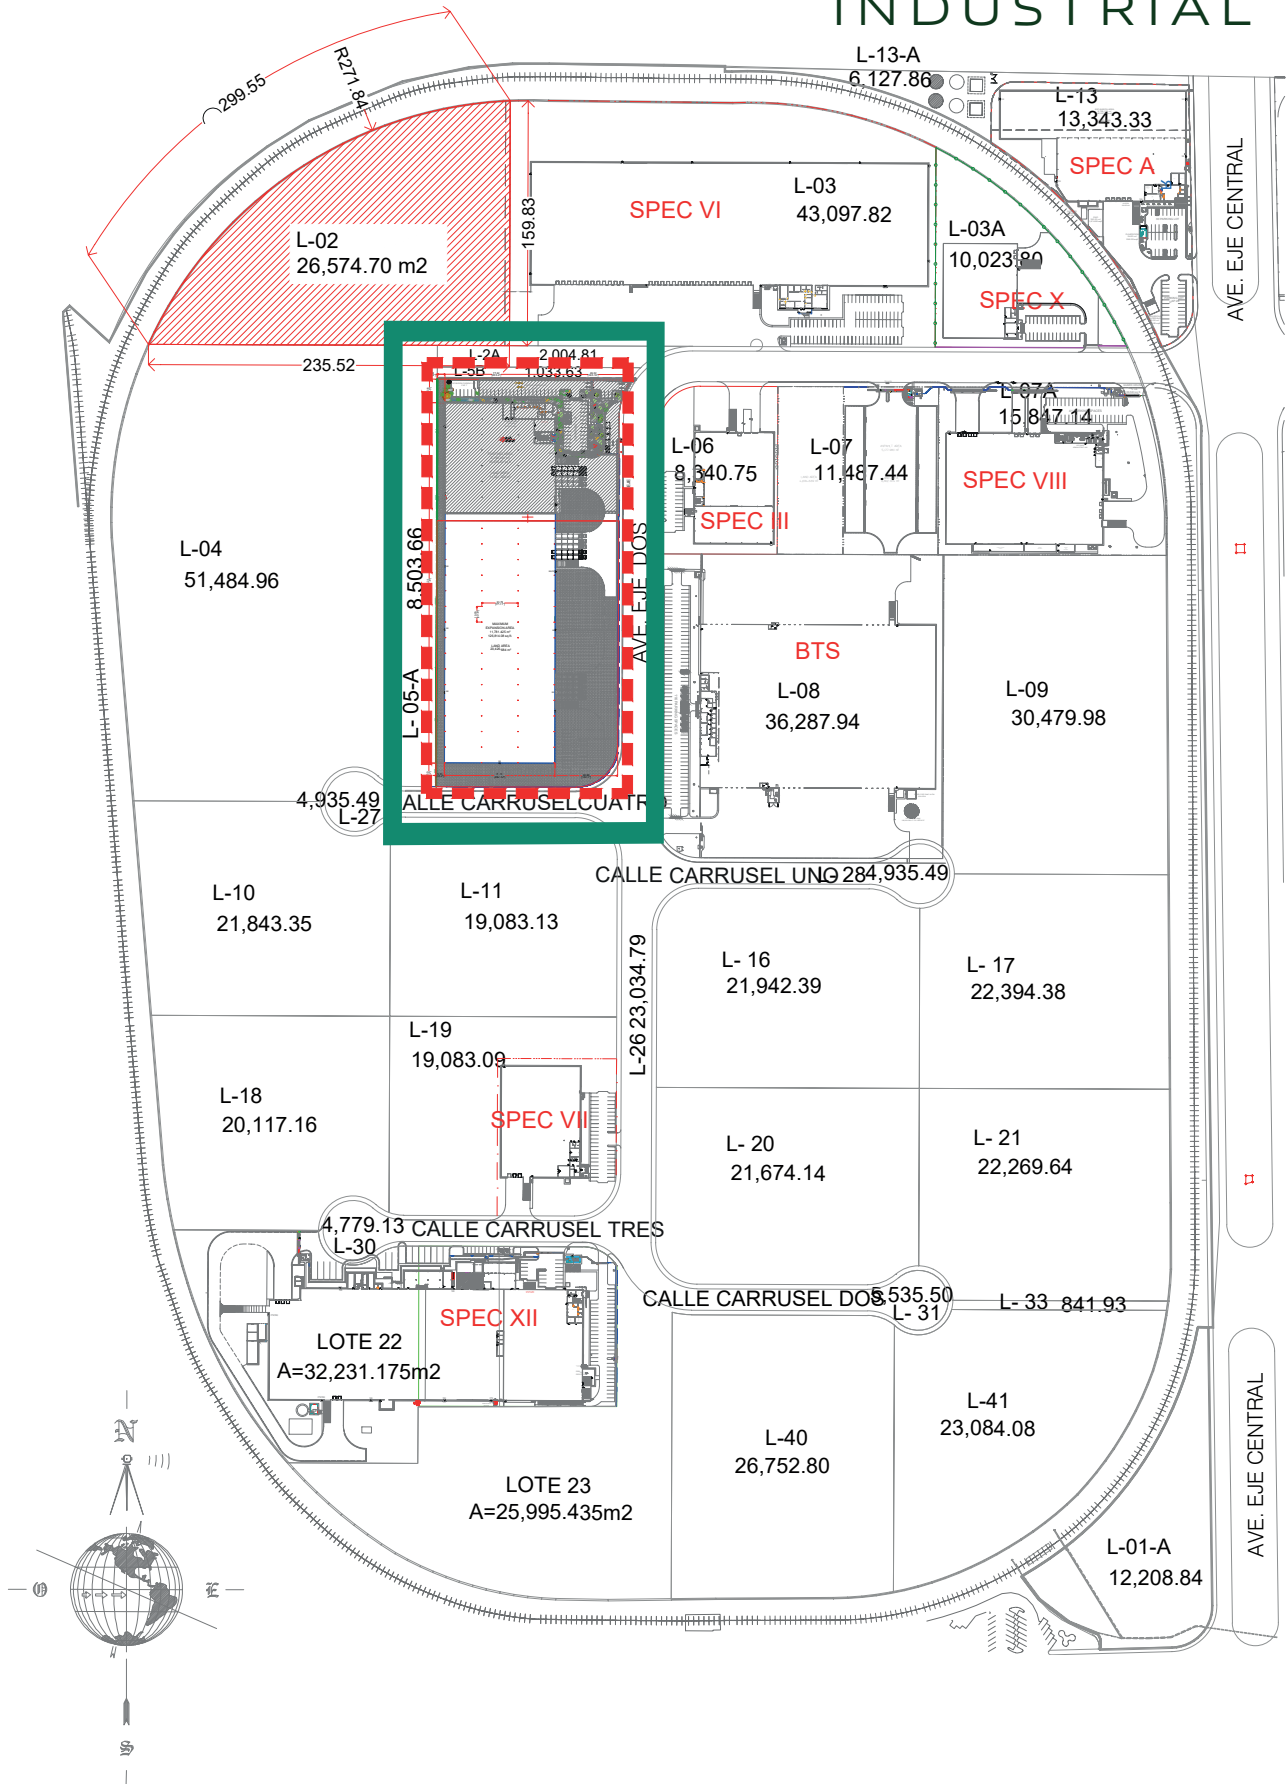 INDUSTRIAL
L-13-A
6,127.86
299.55
R271.84
L-13
13,343.33
SPEC A
AVE. EJE CENTRAL
L-03
43,097.82
SPEC VI
159.83
L-02
26,574.70 m2
L-03A
10,023.80
SPEC X
235.52
L-2A 2,004.81
L-5B 1,033.63
L-07A
15,847.14
L-06
8,340.75
L-07
11,487.44
SPEC VIII
SPEC III
L-04
51,484.96
L- 05-A 8,503.66
AVE. EJE DOS
BTS
L-08
36,287.94
L-09
30,479.98
4,935.49 CALLE CARRUSEL CUATRO
L-27
CALLE CARRUSEL UNO L- 28 4,935.49
L-10
21,843.35
L-11
19,083.13
L- 16
21,942.39
L- 17
22,394.38
L-26 23,034.79
L-19
19,083.09
L-18
20,117.16
SPEC VII
L- 20
21,674.14
L- 21
22,269.64
4,779.13 CALLE CARRUSEL TRES
L-30
CALLE CARRUSEL DOS 5,535.50
L- 31
L- 33 841.93
SPEC XII
LOTE 22
A=32,231.175m2
L-41
23,084.08
L-40
26,752.80
LOTE 23
A=25,995.435m2
AVE. EJE CENTRAL
L-01-A
12,208.84
N
O
E
S